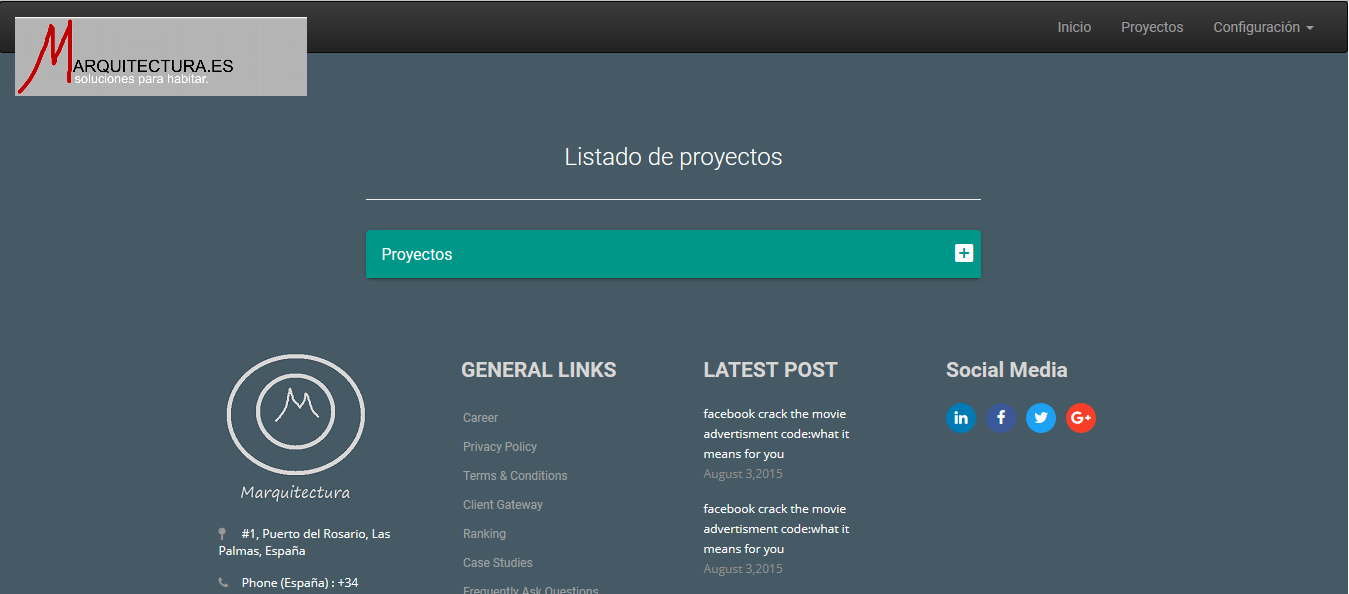 MARQUITECTURA.ES
soluciones para habitar.
Inicio
Proyectos
Configuración
Listado de proyectos
Proyectos
Marquitectura
#1, Puerto del Rosario, Las
Palmas, España
Phone (España) : +34
GENERAL LINKS
Career
Privacy Policy
Terms & Conditions
Client Gateway
Ranking
Case Studies
Frequently Ask Questions
LATEST POST
facebook crack the movie
advertisment code:what it
means for you
August 3,2015
facebook crack the movie
advertisment code:what it
means for you
August 3,2015
Social Media
in
f
G+